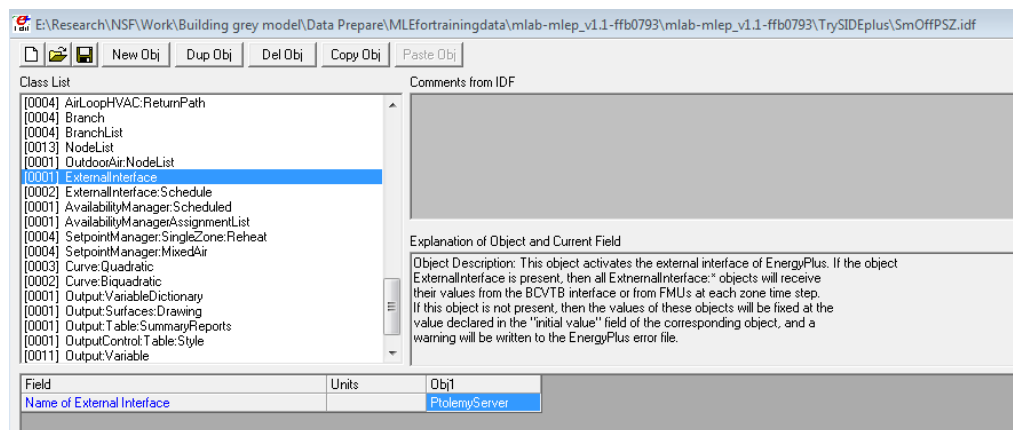 E:\Research\NSF\Work\Building grey model\Data Prepare\MLEfortrainingdata\mlab-mlep_v1.1-ffb0793\mlab-mlep_v1.1-ffb0793\TrySIDEplus\SmOffPSZ.idf
New Obj Dup Obj Del Obj Copy Obj Paste Obj
Class List
[0004] AirLoopHVAC:ReturnPath
[0004] Branch
[0004] BranchList
[0013] NodeList
[0001] OutdoorAir:NodeList
[0001] ExternalInterface
[0002] ExternalInterface:Schedule
[0001] AvailabilityManager:Scheduled
[0001] AvailabilityManagerAssignmentList
[0004] SetpointManager:SingleZone:Reheat
[0004] SetpointManager:MixedAir
[0003] Curve:Quadratic
[0002] Curve:Biquadratic
[0001] Output:VariableDictionary
[0001] Output:Surfaces:Drawing
[0001] Output:Table:SummaryReports
[0001] OutputControl:Table:Style
[0011] Output:Variable
Comments from IDF
Explanation of Object and Current Field
Object Description: This object activates the external interface of EnergyPlus. If the object
ExternalInterface is present, then all ExtnernalInterface:* objects will receive
their values from the BCVTB interface or from FMUs at each zone time step.
If this object is not present, then the values of these objects will be fixed at the
value declared in the "initial value" field of the corresponding object, and a
warning will be written to the EnergyPlus error file.
Field Units Obj1
Name of External Interface PtolemyServer